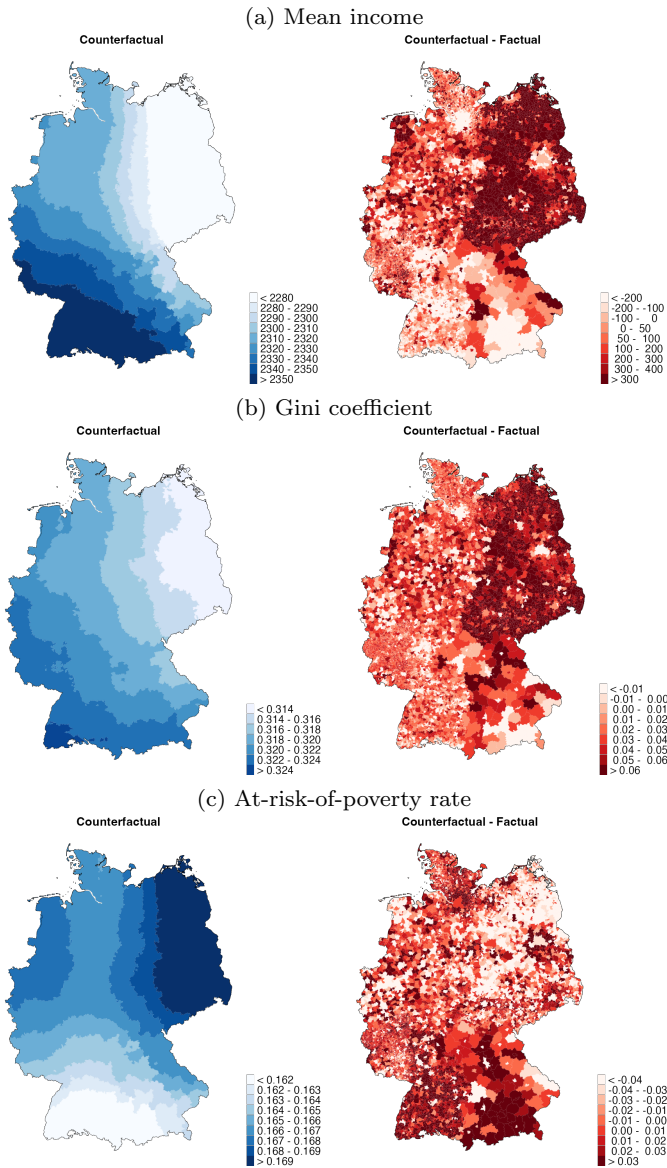 (a) Mean income
Counterfactual
Counterfactual - Factual
< 2280
2280 - 2290
2290 - 2300
2300 - 2310
2310 - 2320
2320 - 2330
2330 - 2340
2340 - 2350
> 2350
< -200
-200 - -100
-100 - 0
0 - 50
50 - 100
100 - 200
200 - 300
300 - 400
> 300
(b) Gini coefficient
Counterfactual
Counterfactual - Factual
< 0.314
0.314 - 0.316
0.316 - 0.318
0.318 - 0.320
0.320 - 0.322
0.322 - 0.324
> 0.324
< -0.01
-0.01 - 0.00
0.00 - 0.01
0.01 - 0.02
0.02 - 0.03
0.03 - 0.04
0.04 - 0.05
0.05 - 0.06
> 0.06
(c) At-risk-of-poverty rate
Counterfactual
Counterfactual - Factual
< 0.162
0.162 - 0.163
0.163 - 0.164
0.164 - 0.165
0.165 - 0.166
0.166 - 0.167
0.167 - 0.168
0.168 - 0.169
> 0.169
< -0.04
-0.04 - -0.03
-0.03 - -0.02
-0.02 - -0.01
-0.01 - 0.00
0.00 - 0.01
0.01 - 0.02
0.02 - 0.03
> 0.03